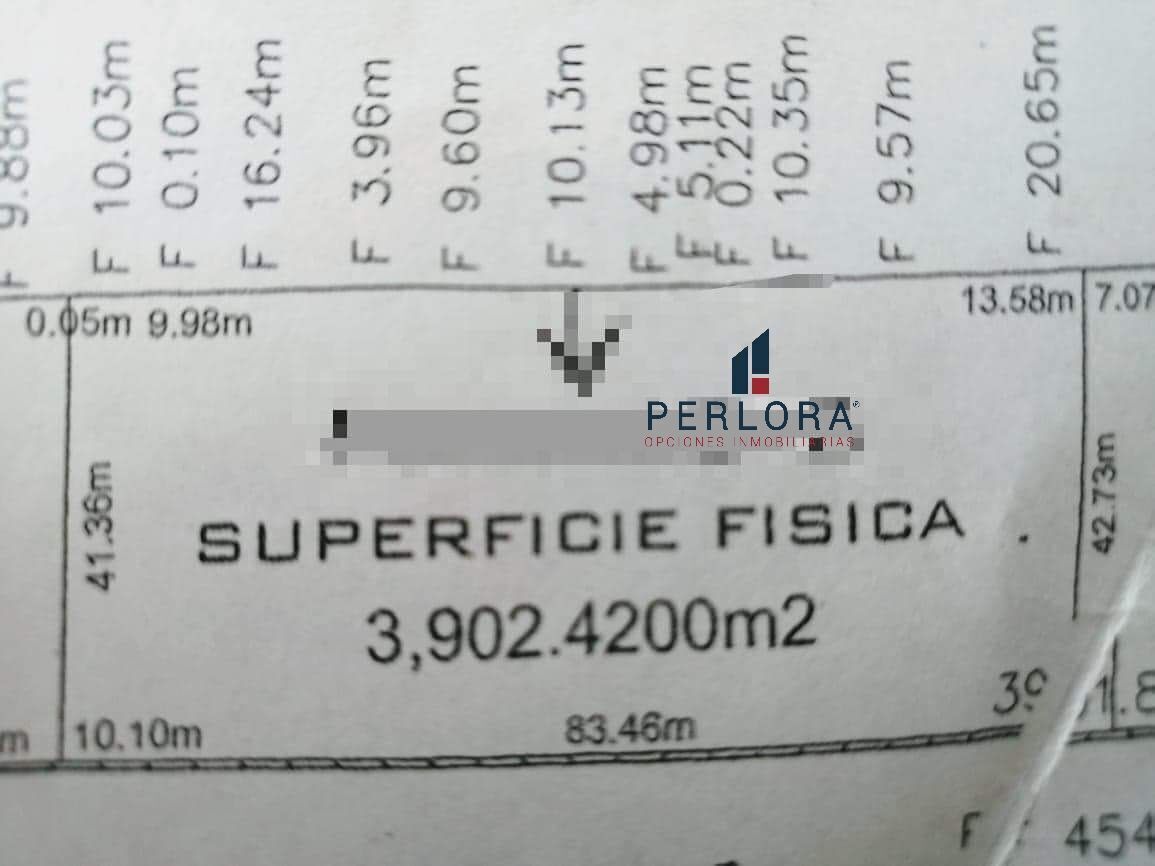 F 9.88m
F 10.03m
F 0.10m
F 16.24m
F 3.96m
F 9.60m
F 10.13m
F 4.98m
F 5.11m
F 0.22m
F 10.35m
F 9.57m
F 20.65m
0.05m 9.98m
13.58m
7.07
PERLORA®
OPCIONES INMOBILIARIAS
41.36m
42.73m
SUPERFICIE FISICA .
3,902.4200m2
m
10.10m
83.46m
F
454